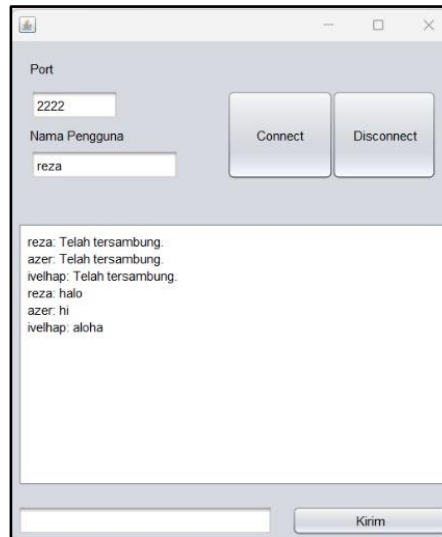 Port
2222
Nama Pengguna
reza
Connect
Disconnect
reza: Telah tersambung.
azer: Telah tersambung.
ivelhap: Telah tersambung.
reza: halo
azer: hi
ivelhap: aloha
Kirim